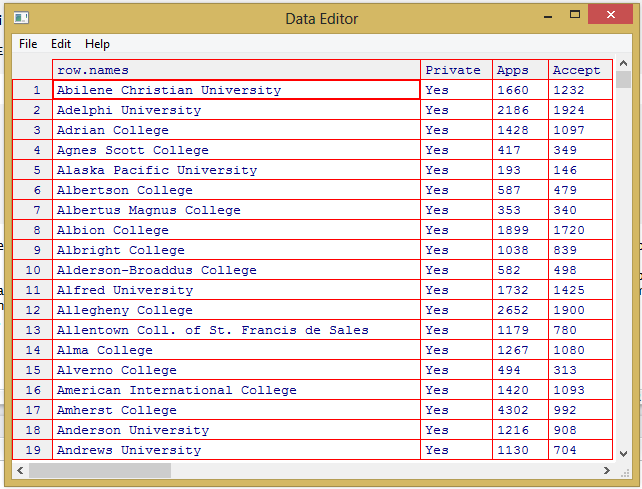 Data Editor
File Edit Help
row.names Private Apps Accept
1 Abilene Christian University Yes 1660 1232
2 Adelphi University Yes 2186 1924
3 Adrian College Yes 1428 1097
4 Agnes Scott College Yes 417 349
5 Alaska Pacific University Yes 193 146
6 Albertson College Yes 587 479
7 Albertus Magnus College Yes 353 340
8 Albion College Yes 1899 1720
9 Albright College Yes 1038 839
10 Alderson-Broaddus College Yes 582 498
11 Alfred University Yes 1732 1425
12 Allegheny College Yes 2652 1900
13 Allentown Coll. of St. Francis de Sales Yes 1179 780
14 Alma College Yes 1267 1080
15 Alverno College Yes 494 313
16 American International College Yes 1420 1093
17 Amherst College Yes 4302 992
18 Anderson University Yes 1216 908
19 Andrews University Yes 1130 704